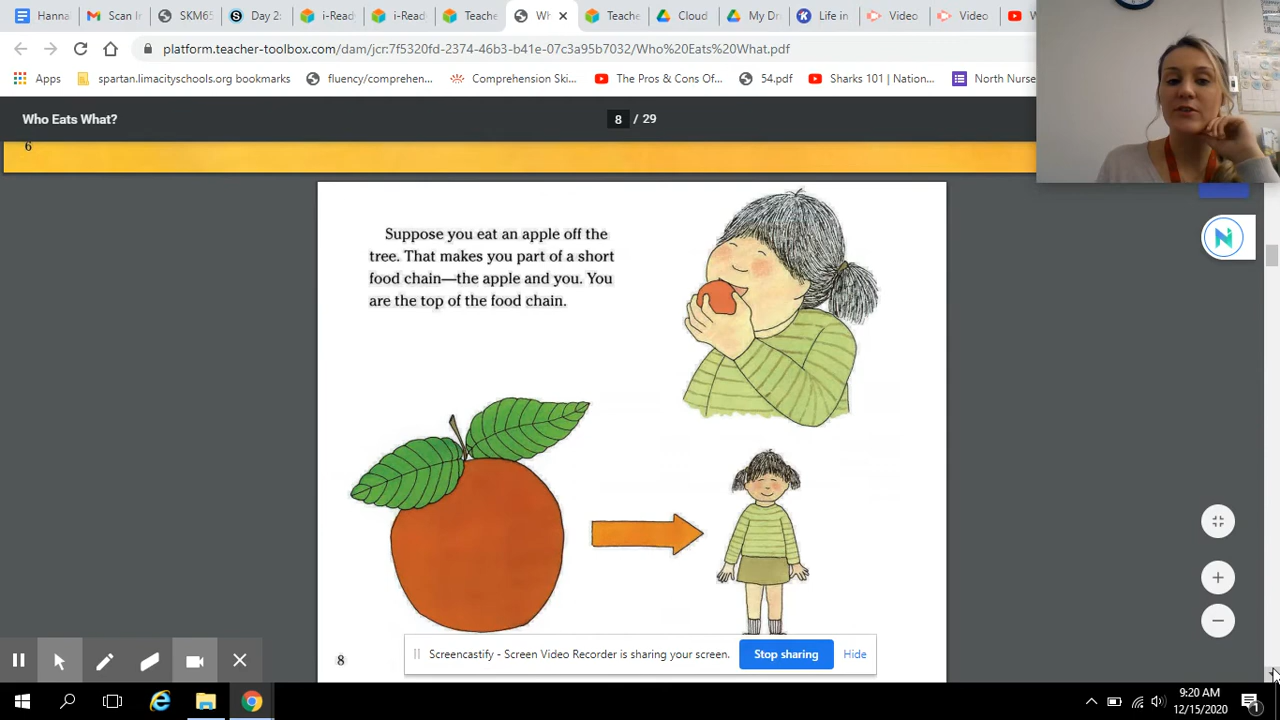 Hanna
Scan In
SKM65
Day 2:
i-Read
i-Read
Teache
Wh
Teache
Cloud
My Dr
Life in
Video
Video
W
platform.teacher-toolbox.com/dam/jcr:7f5320fd-2374-46b3-b41e-07c3a95b7032/Who%20Eats%20What.pdf
Apps
spartan.limacityschools.org bookmarks
fluency/comprehen...
Comprehension Ski...
The Pros & Cons Of...
54.pdf
Sharks 101 | Nation...
North Nurse
Who Eats What?
8 / 29
6
Suppose you eat an apple off the
tree. That makes you part of a short
food chain—the apple and you. You
are the top of the food chain.
N
8
Screencastify - Screen Video Recorder is sharing your screen.
Stop sharing
Hide
9:20 AM
12/15/2020
1